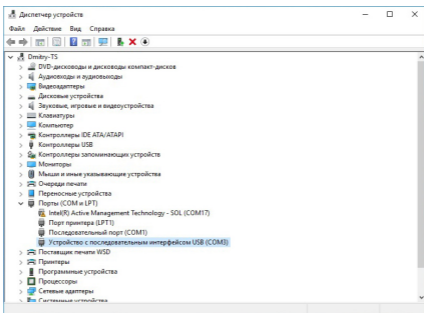 Диспетчер устройств
Файл Действие Вид Справка
Dmitry-TS
DVD-дисководы и дисководы компакт-дисков
Аудиовходы и аудиовыходы
Видеоадаптеры
Дисковые устройства
Звуковые, игровые и видеоустройства
Клавиатуры
Компьютер
Контроллеры IDE ATA/ATAPI
Контроллеры USB
Контроллеры запоминающих устройств
Мониторы
Мыши и иные указывающие устройства
Очереди печати
Переносные устройства
Порты (COM и LPT)
Intel(R) Active Management Technology - SOL (COM17)
Порт принтера (LPT1)
Последовательный порт (COM1)
Устройство с последовательным интерфейсом USB (COM3)
Поставщик печати WSD
Принтеры
Программные устройства
Процессоры
Сетевые адаптеры
Системные устройства